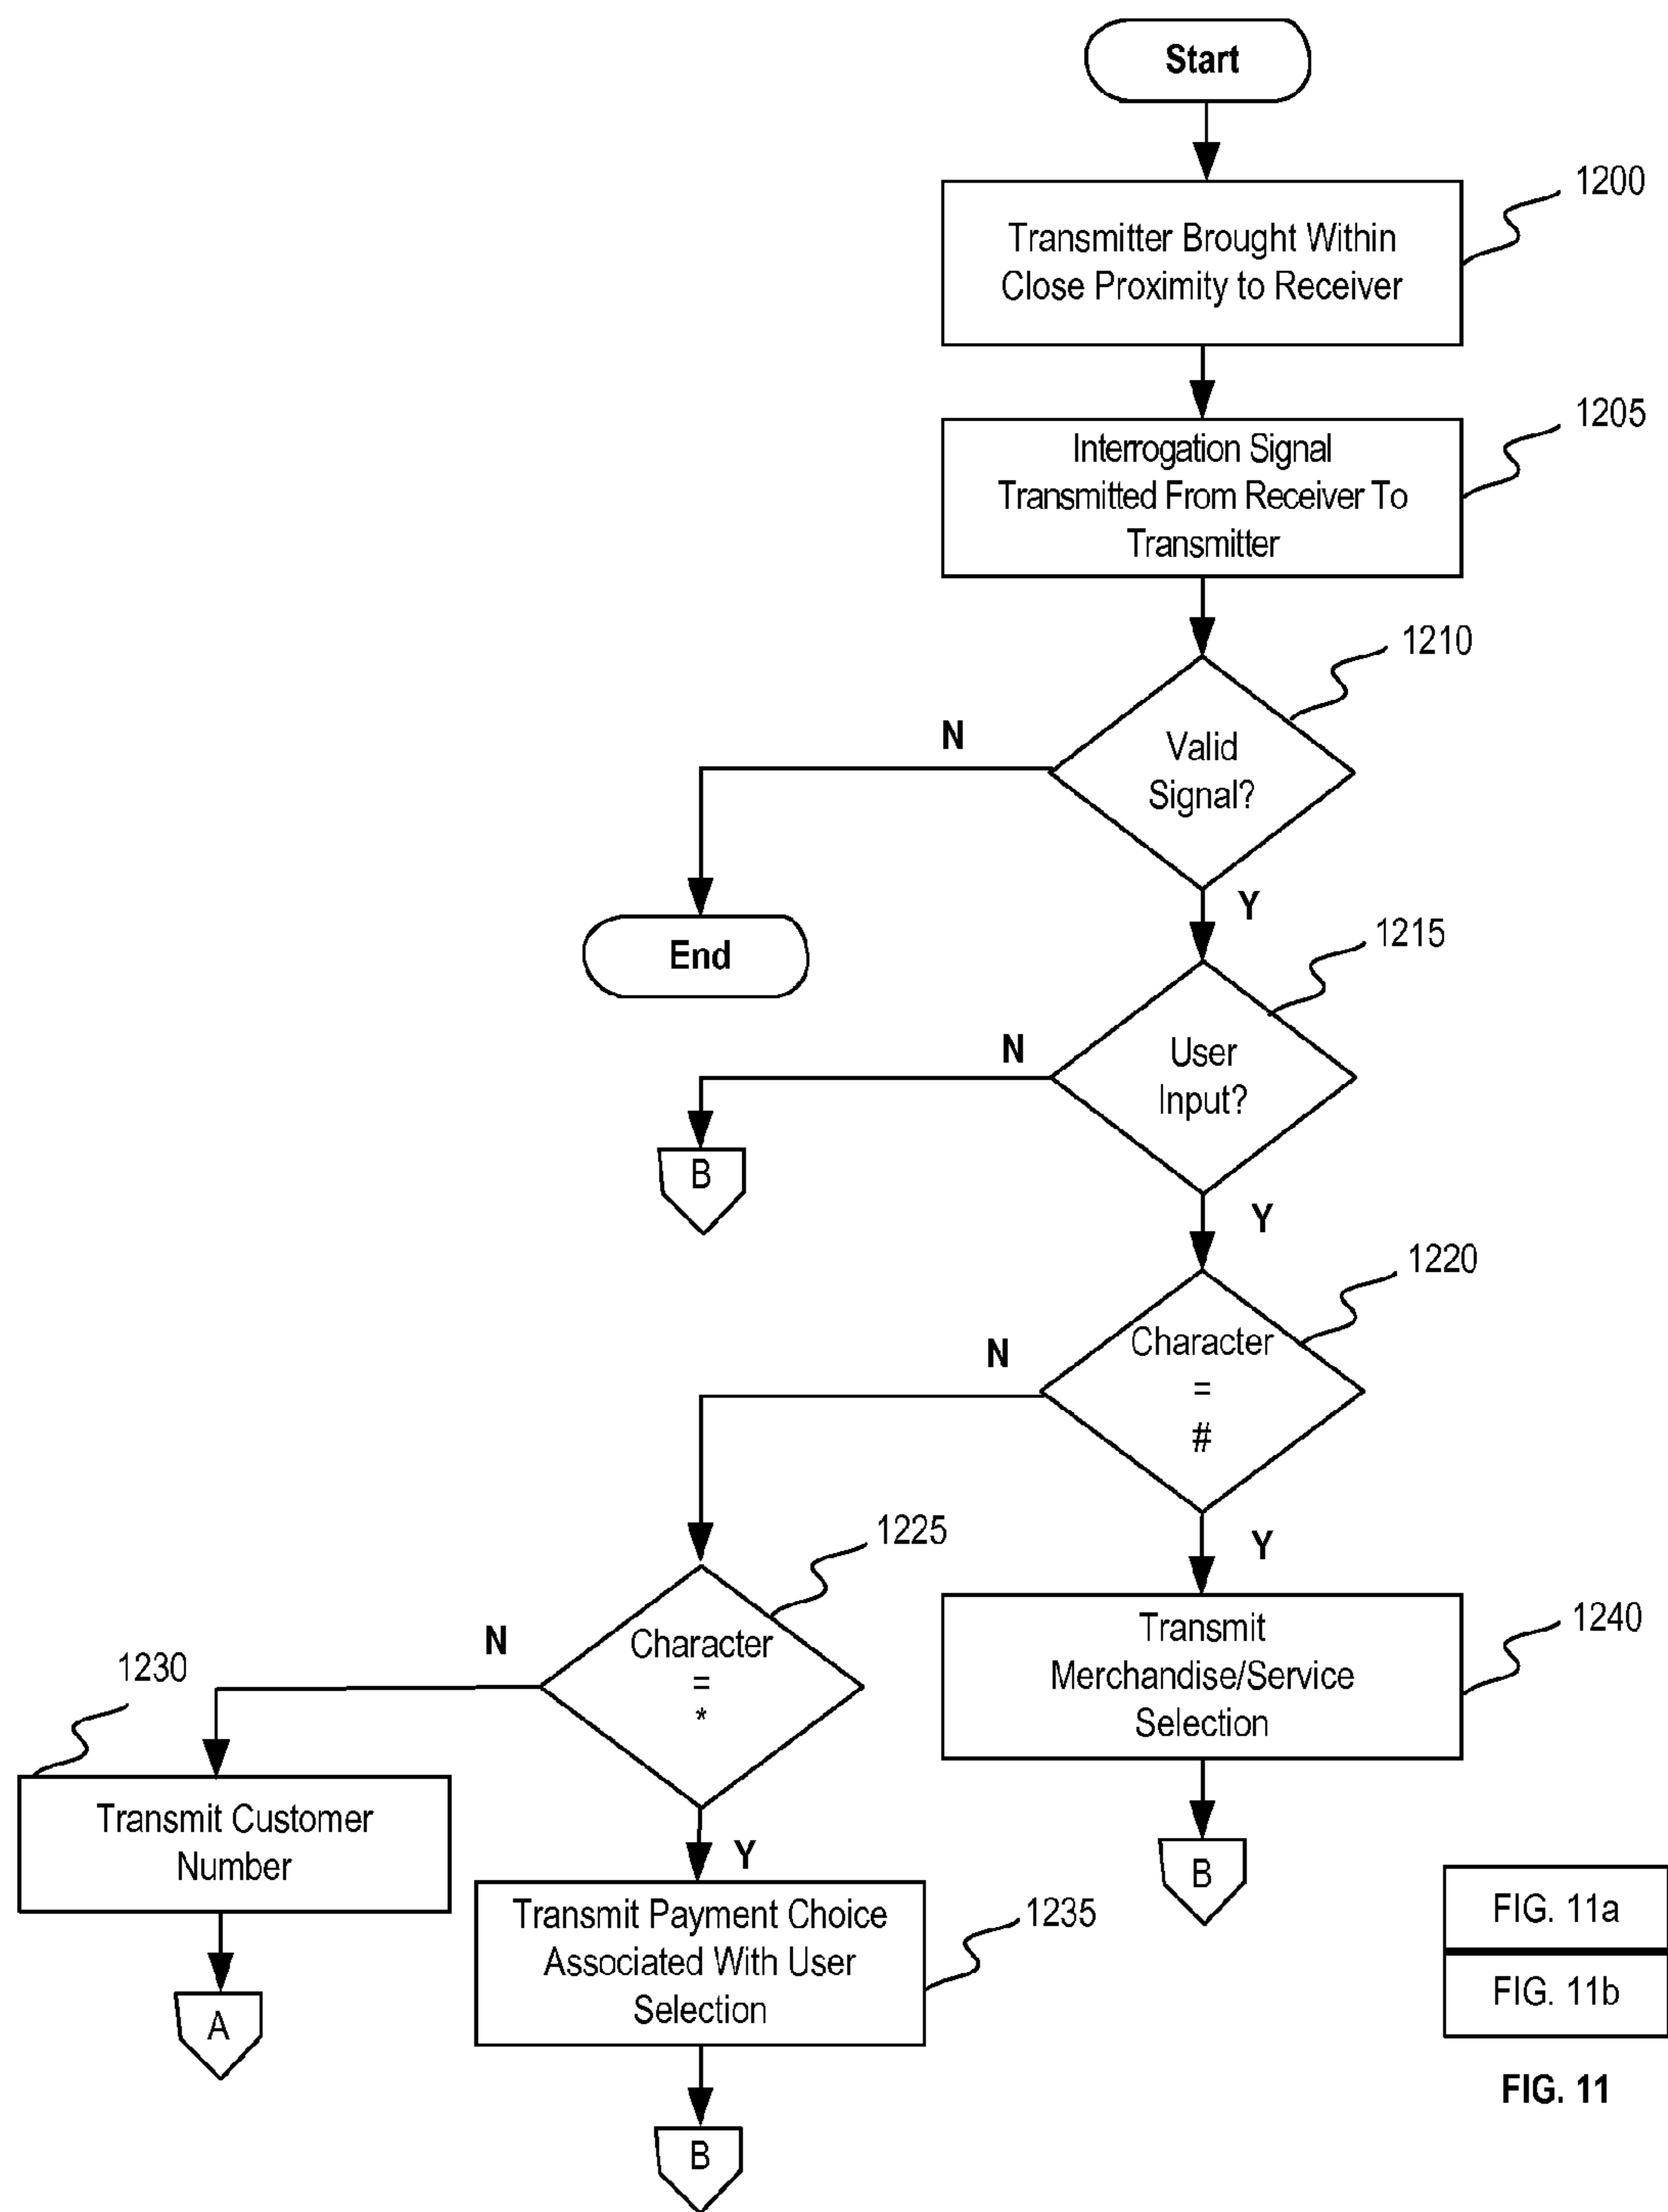 Start
1200
Transmitter Brought Within
Close Proximity to Receiver
1205
Interrogation Signal
Transmitted From Receiver To
Transmitter
1210
N
Valid
Signal?
Y
End
1215
N
User
Input?
B
Y
1220
N
Character
=
#
Y
1225
N
Character
=
*
Y
1240
Transmit
Merchandise/Service
Selection
B
1230
Transmit Customer
Number
A
1235
Transmit Payment Choice
Associated With User
Selection
B
FIG. 11a
FIG. 11b
FIG. 11